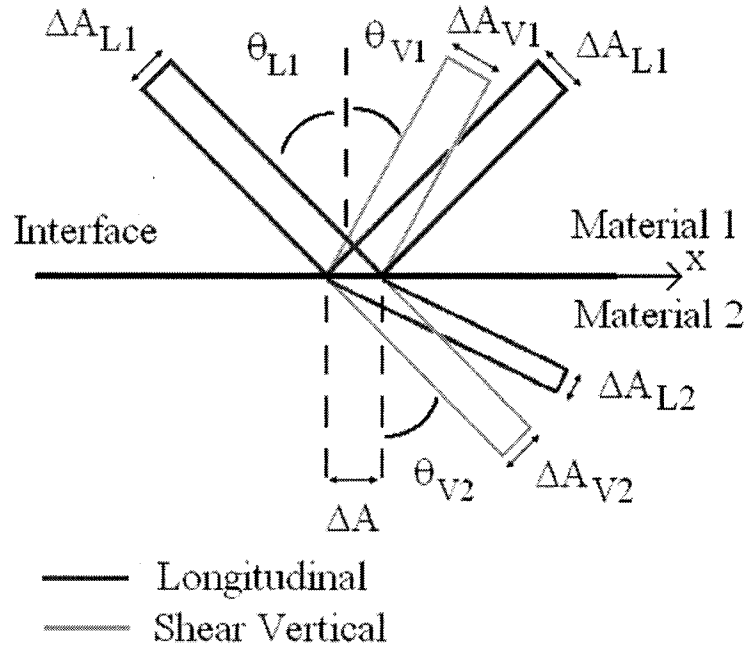 ΔA_L1
θ_L1
θ_V1
ΔA_V1
ΔA_L1
Interface
Material 1
x
Material 2
ΔA_L2
θ_V2
ΔA_V2
ΔA
Longitudinal
Shear Vertical